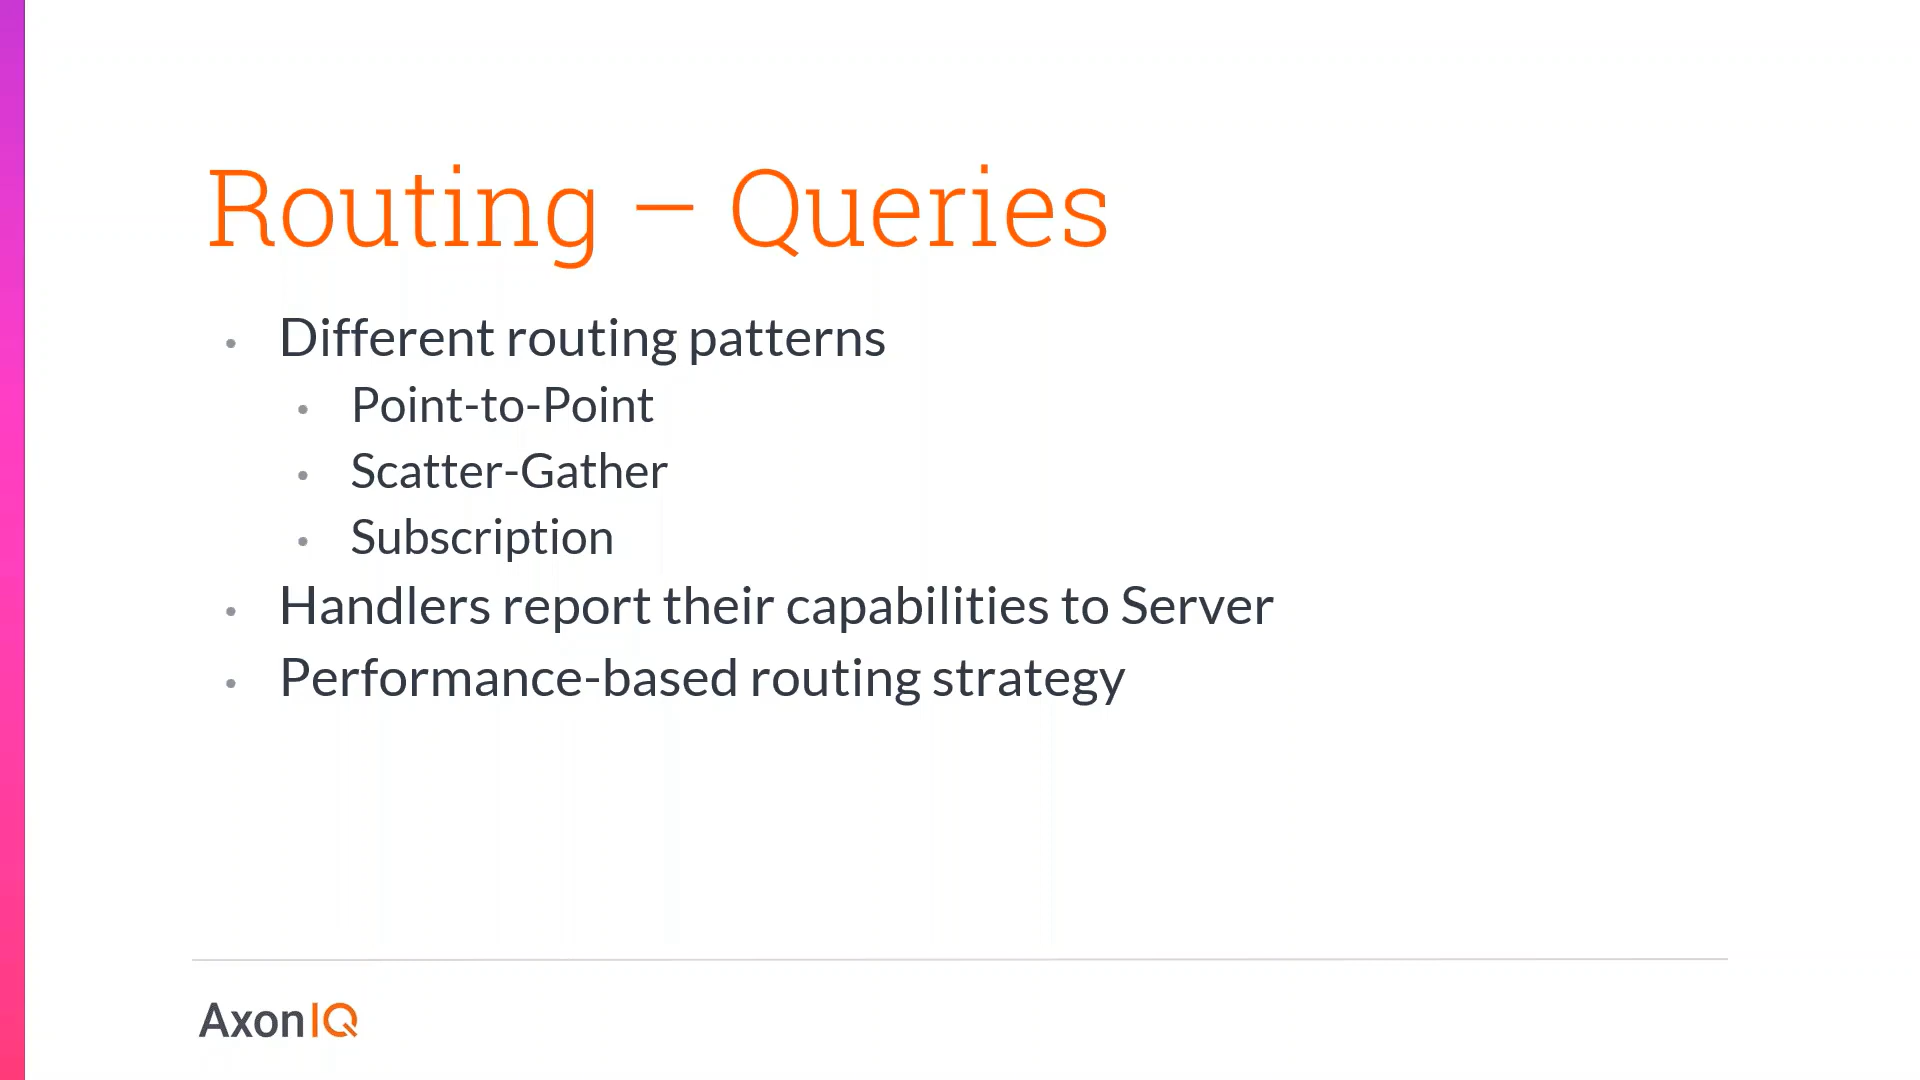 Routing – Queries
Different routing patterns
Point-to-Point
Scatter-Gather
Subscription
Handlers report their capabilities to Server
Performance-based routing strategy
AxonIQ